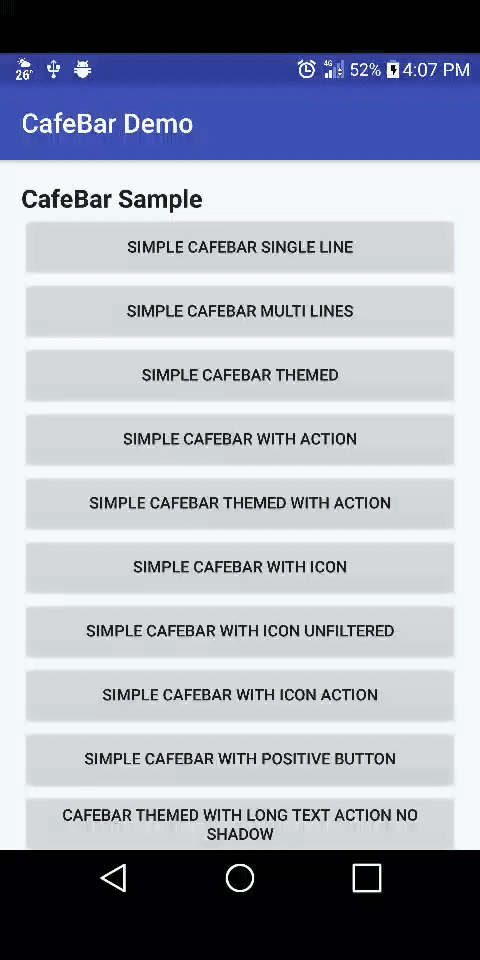 26°
4G
52%
4:07 PM
CafeBar Demo
CafeBar Sample
SIMPLE CAFEBAR SINGLE LINE
SIMPLE CAFEBAR MULTI LINES
SIMPLE CAFEBAR THEMED
SIMPLE CAFEBAR WITH ACTION
SIMPLE CAFEBAR THEMED WITH ACTION
SIMPLE CAFEBAR WITH ICON
SIMPLE CAFEBAR WITH ICON UNFILTERED
SIMPLE CAFEBAR WITH ICON ACTION
SIMPLE CAFEBAR WITH POSITIVE BUTTON
CAFEBAR THEMED WITH LONG TEXT ACTION NO
SHADOW